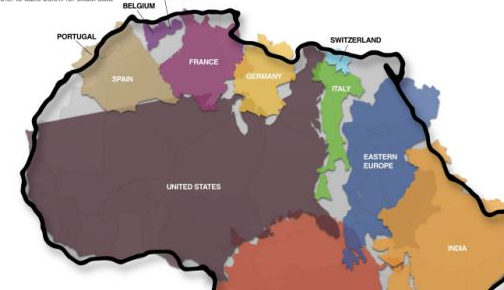 BELGIUM
PORTUGAL
SWITZERLAND
FRANCE
SPAIN
GERMANY
ITALY
EASTERN
EUROPE
UNITED STATES
INDIA